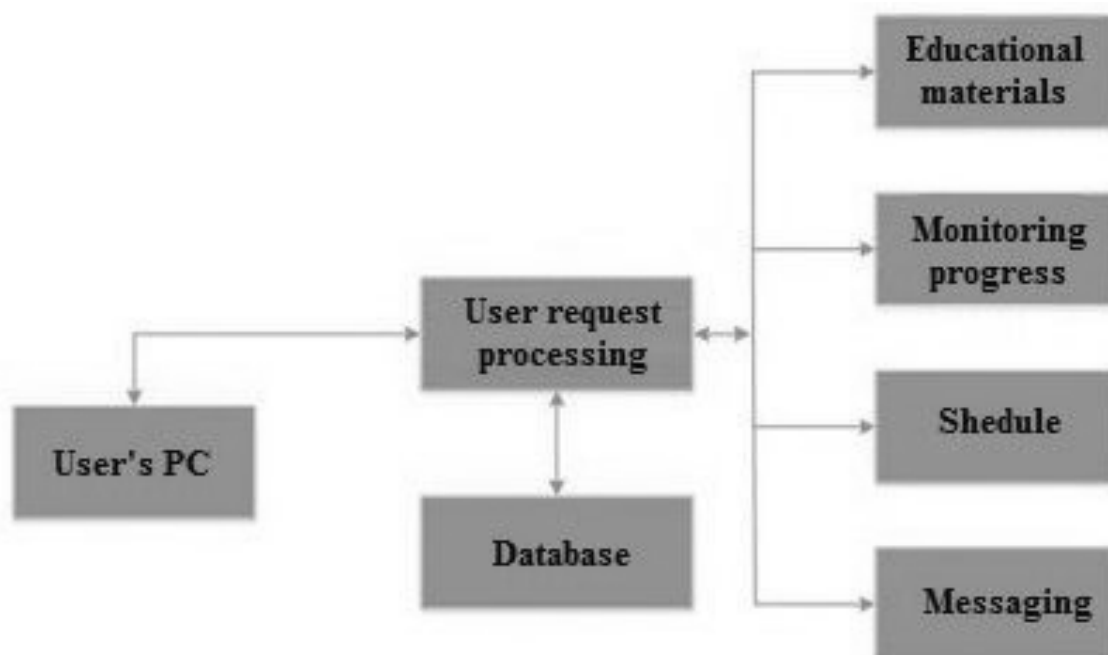 Educational
materials
Monitoring
progress
User request
processing
Shedule
User's PC
Database
Messaging